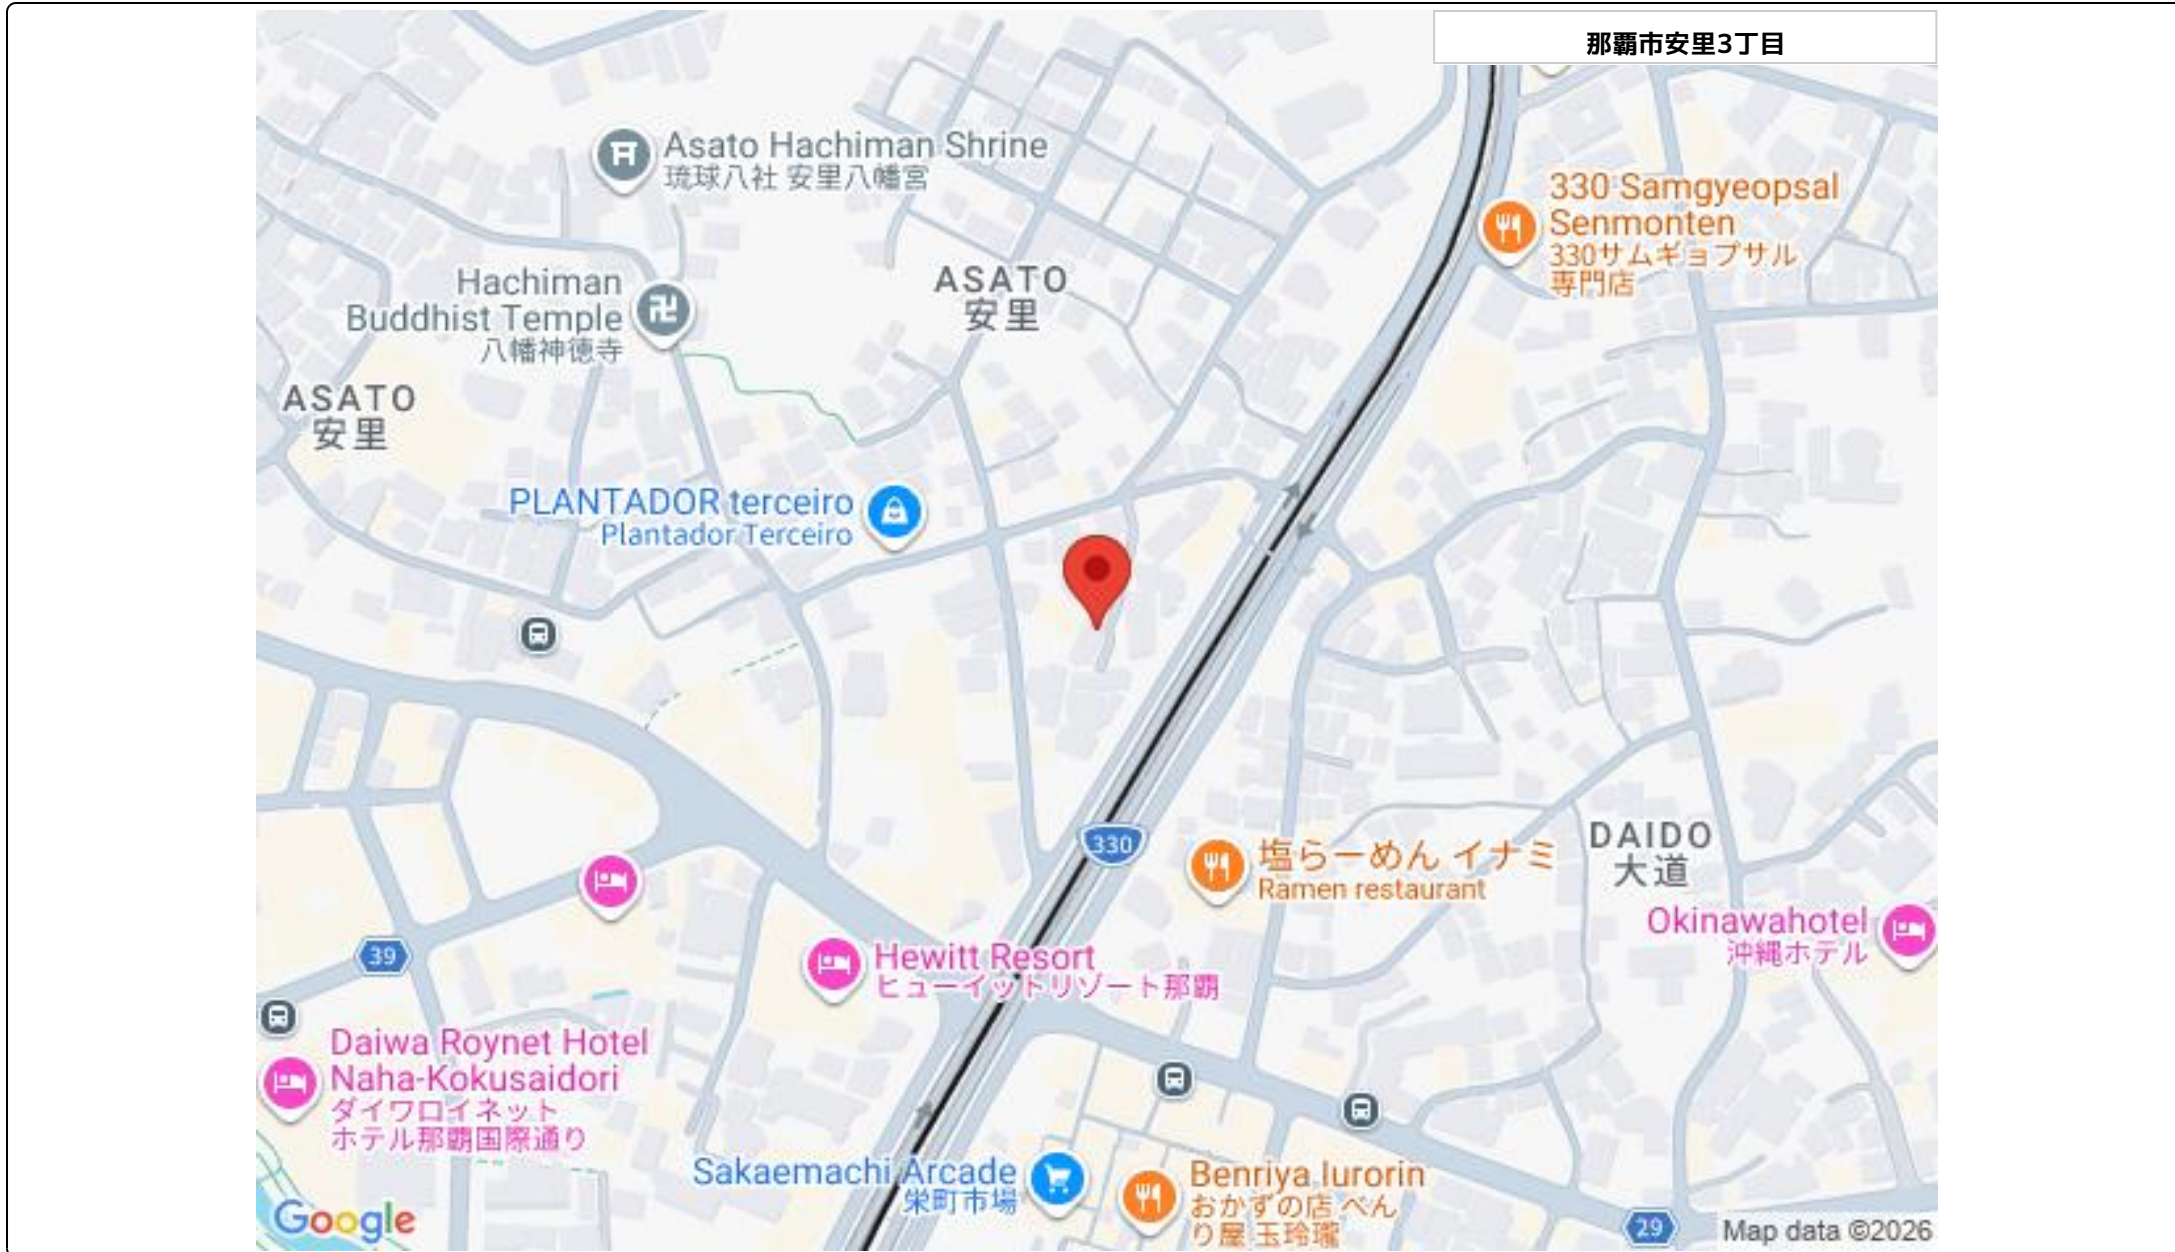 那覇市安里3丁目
Asato Hachiman Shrine
琉球八社 安里八幡宮
330 Samgyeopsal
Senmonten
330サムギョプサル
専門店
Hachiman
Buddhist Temple
八幡神徳寺
ASATO
安里
ASATO
安里
PLANTADOR terceiro
Plantador Terceiro
330
塩らーめん イナミ
Ramen restaurant
DAIDO
大道
Okinawahotel
沖縄ホテル
39
Hewitt Resort
ヒューイットリゾート那覇
Daiwa Roynet Hotel
Naha-Kokusaidori
ダイワロイネット
ホテル那覇国際通り
Sakaemachi Arcade
栄町市場
Benriya Iurorin
おかずの店 べん
り屋 玉玲瓏
29
Google
Map data ©2026